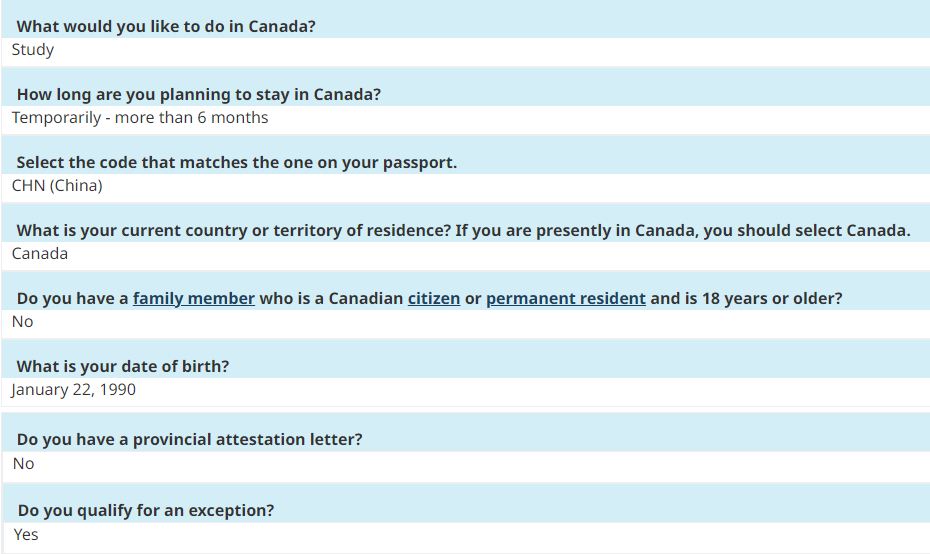 What would you like to do in Canada?
Study
How long are you planning to stay in Canada?
Temporarily - more than 6 months
Select the code that matches the one on your passport.
CHN (China)
What is your current country or territory of residence? If you are presently in Canada, you should select Canada.
Canada
Do you have a family member who is a Canadian citizen or permanent resident and is 18 years or older?
No
What is your date of birth?
January 22, 1990
Do you have a provincial attestation letter?
No
Do you qualify for an exception?
Yes